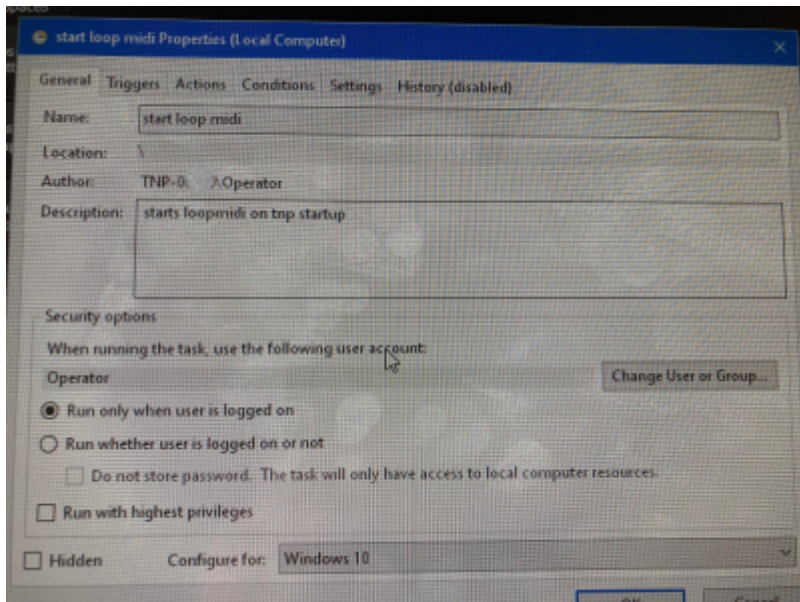 start loop midi Properties (Local Computer)
General Triggers Actions Conditions Settings History (disabled)
Name: start loop midi
Location: \
Author: TNP-0 \Operator
Description: starts loopmidi on tnp startup
Security options
When running the task, use the following user account:
Operator Change User or Group...
Run only when user is logged on
Run whether user is logged on or not
Do not store password. The task will only have access to local computer resources.
Run with highest privileges
Hidden Configure for: Windows 10
OK Cancel